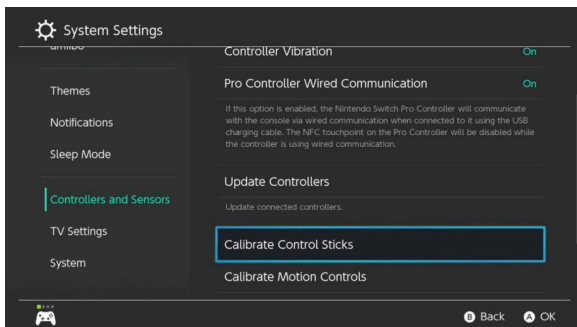 System Settings
amiibo
Themes
Notifications
Sleep Mode
Controllers and Sensors
TV Settings
System
Controller Vibration On
Pro Controller Wired Communication On
If this option is enabled, the Nintendo Switch Pro Controller will communicate
with the console via wired communication when connected to it using the USB
charging cable. The NFC touchpoint on the Pro Controller will be disabled while
the controller is using wired communication.
Update Controllers
Update connected controllers.
Calibrate Control Sticks
Calibrate Motion Controls
B Back A OK